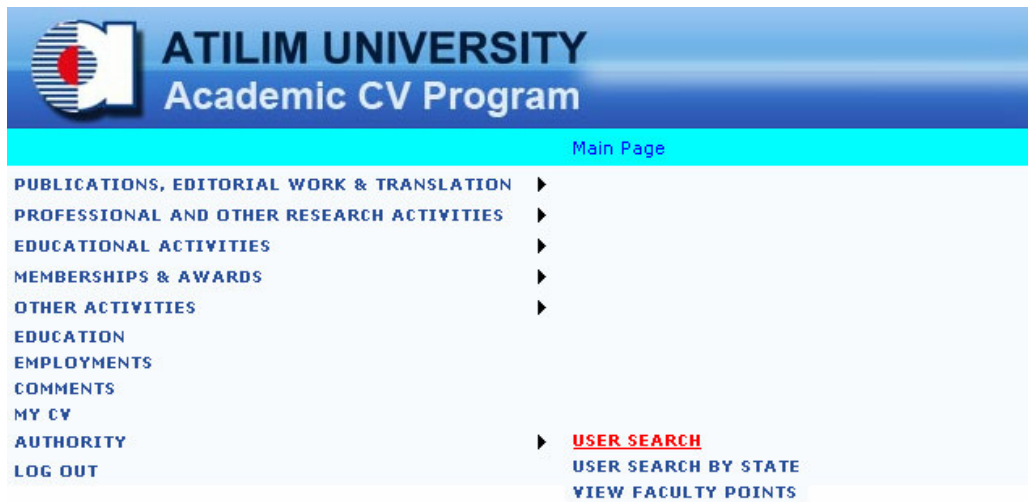 ATILIM UNIVERSITY
Academic CV Program
Main Page
PUBLICATIONS, EDITORIAL WORK & TRANSLATION
PROFESSIONAL AND OTHER RESEARCH ACTIVITIES
EDUCATIONAL ACTIVITIES
MEMBERSHIPS & AWARDS
OTHER ACTIVITIES
EDUCATION
EMPLOYMENTS
COMMENTS
MY CV
AUTHORITY
LOG OUT
USER SEARCH
USER SEARCH BY STATE
VIEW FACULTY POINTS